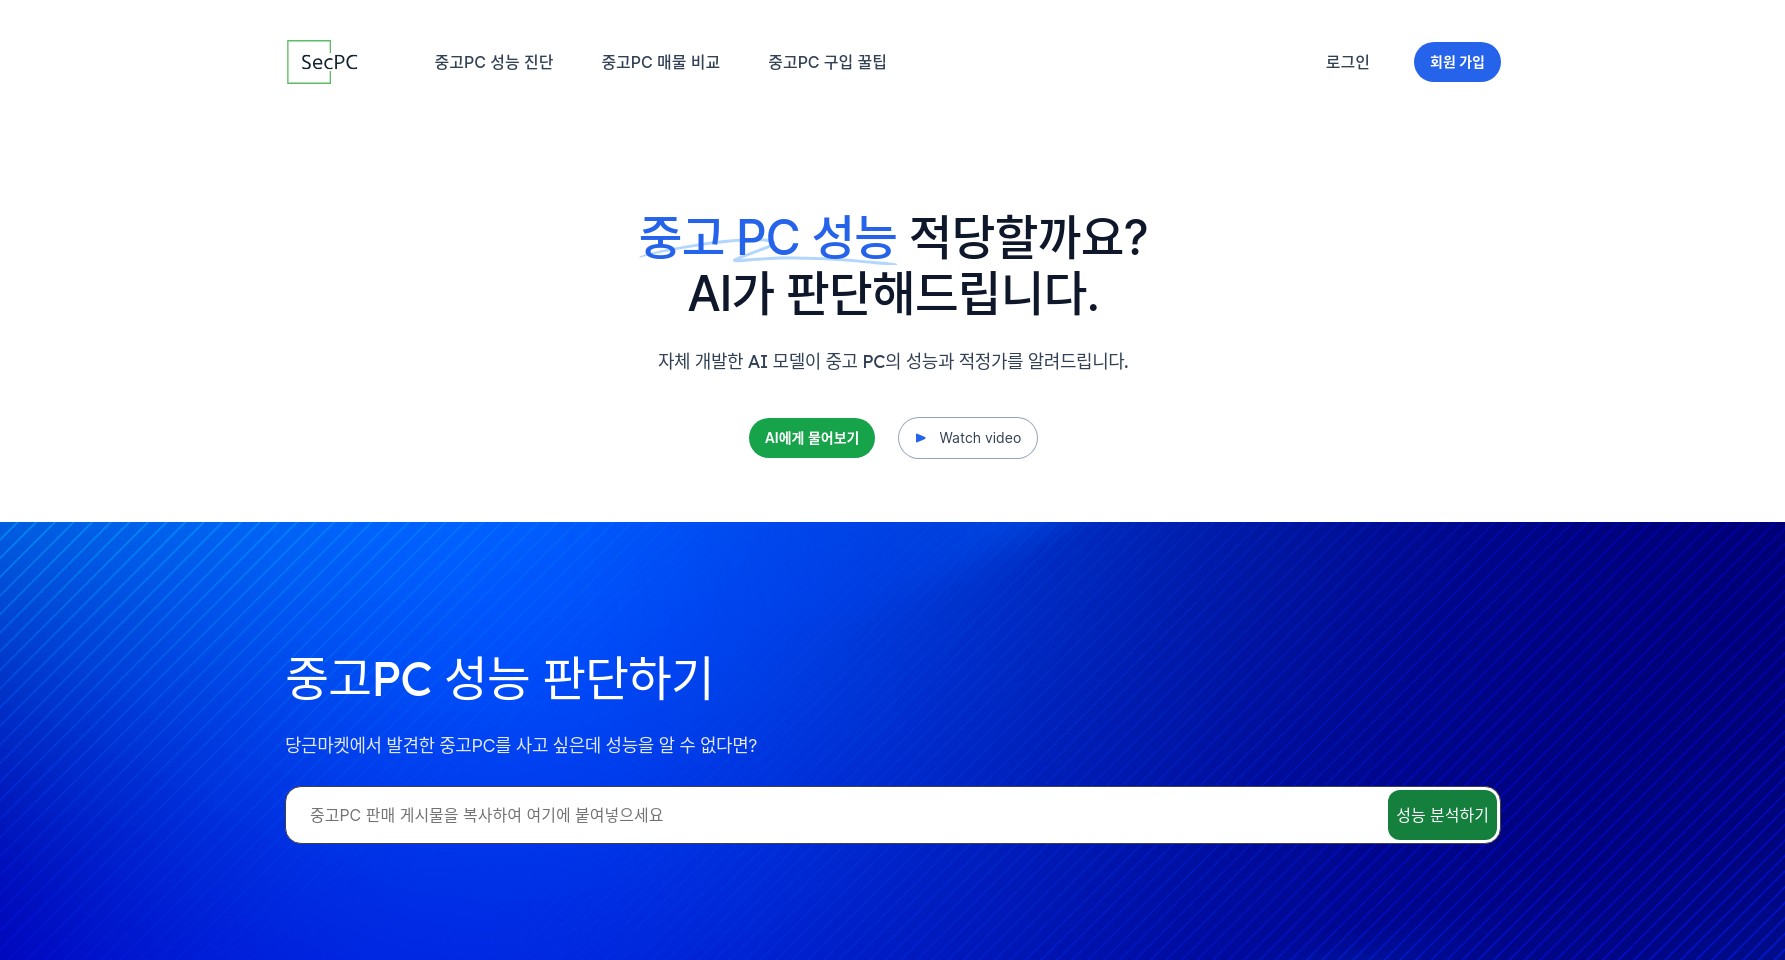 SecPC
중고PC 성능 진단
중고PC 매물 비교
중고PC 구입 꿀팁
로그인
회원 가입
중고 PC 성능 적당할까요?
AI가 판단해드립니다.
자체 개발한 AI 모델이 중고 PC의 성능과 적정가를 알려드립니다.
AI에게 물어보기
Watch video
중고PC 성능 판단하기
당근마켓에서 발견한 중고PC를 사고 싶은데 성능을 알 수 없다면?
중고PC 판매 게시물을 복사하여 여기에 붙여넣으세요
성능 분석하기